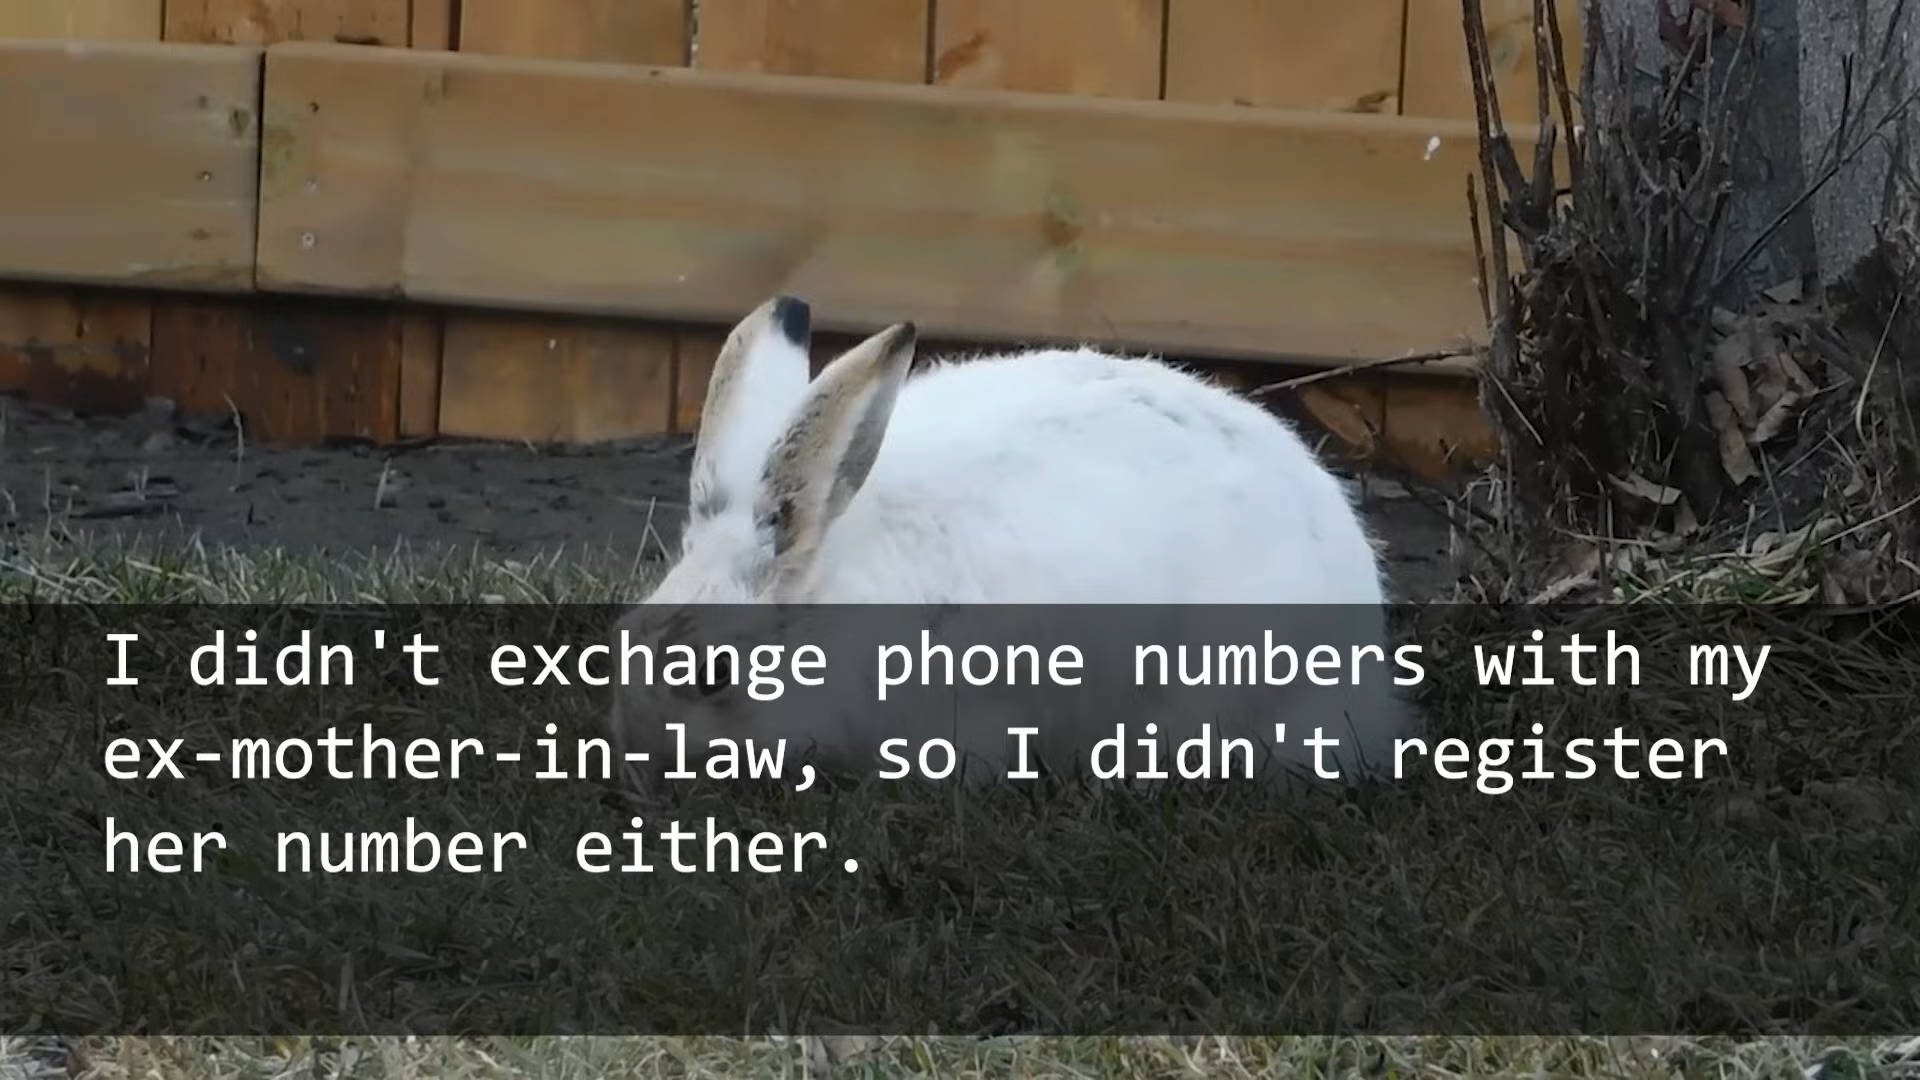 I didn't exchange phone numbers with my
ex-mother-in-law, so I didn't register
her number either.